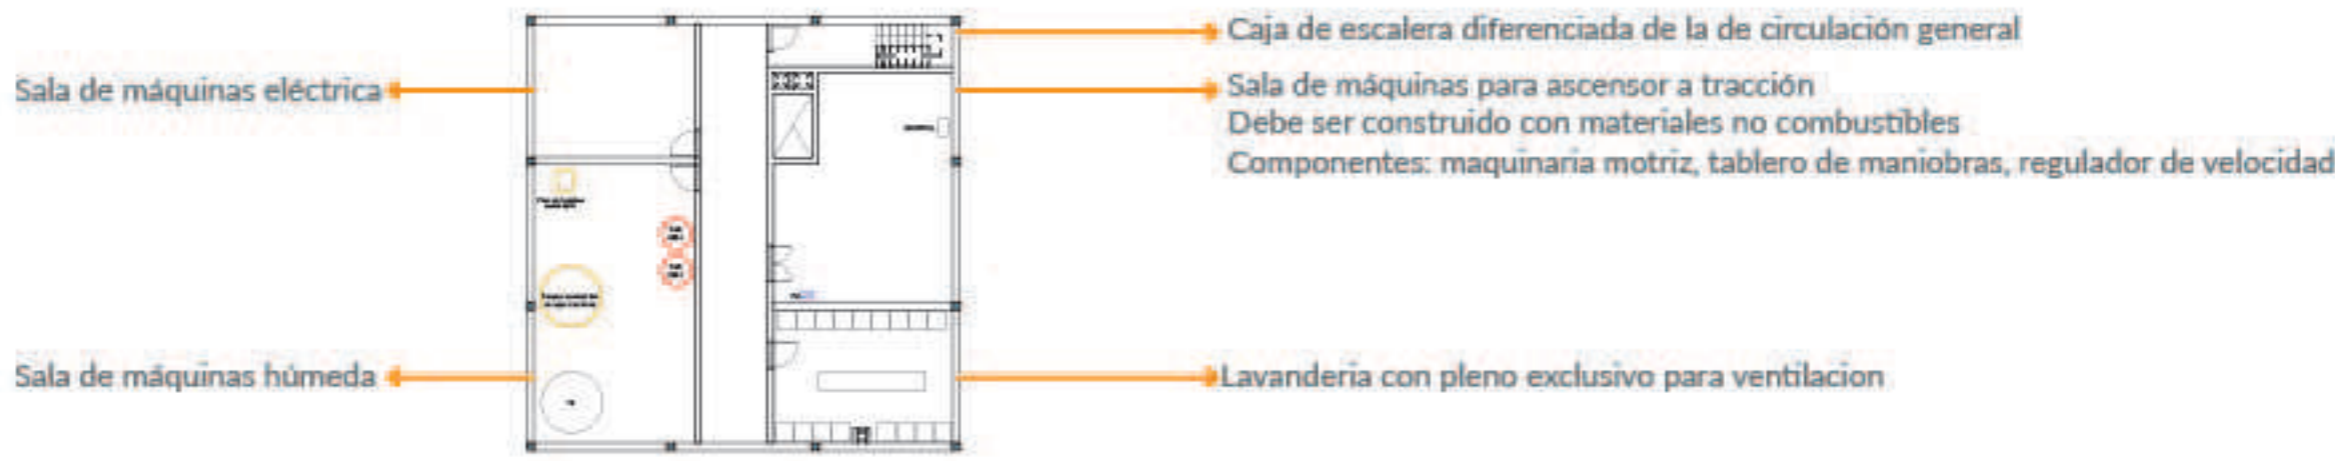 Caja de escalera diferenciada de la de circulación general
Sala de máquinas eléctrica
Sala de máquinas para ascensor a tracción
Debe ser construido con materiales no combustibles
Componentes: maquinaria motriz, tablero de maniobras, regulador de velocidad
Sala de máquinas húmeda
Lavanderia con pleno exclusivo para ventilacion